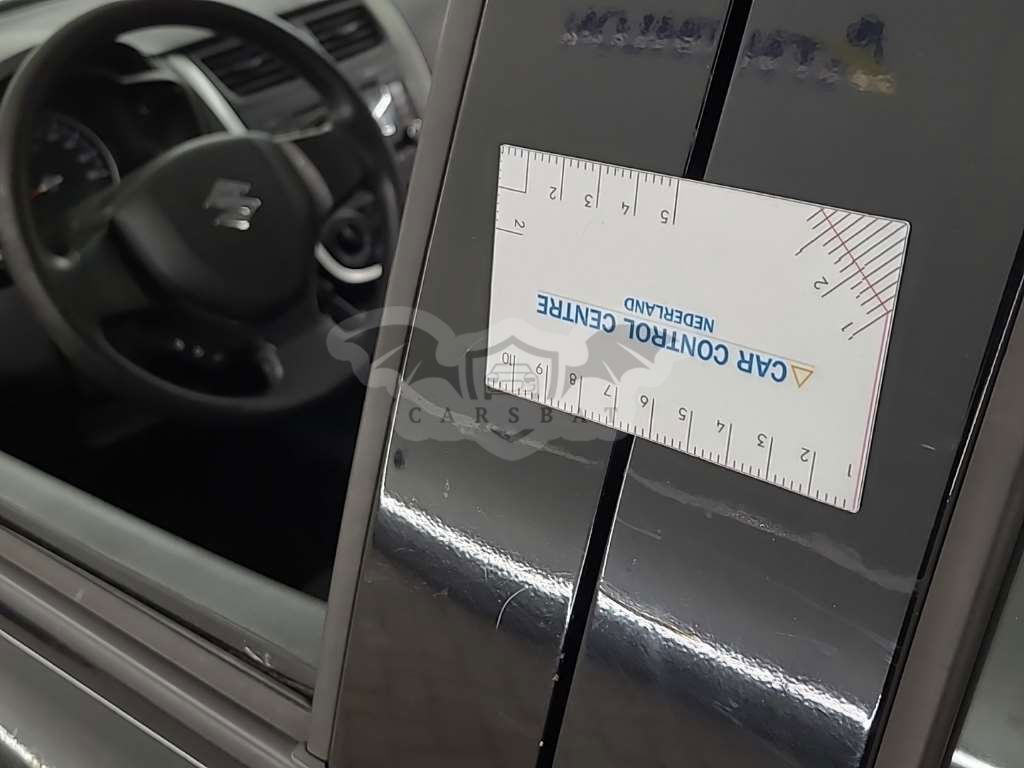 2 3 4 5
2
2
1
CAR CONTROL CENTRE
NEDERLAND
10 9 8 7 6 5 4 3 2 1
CARSBAT